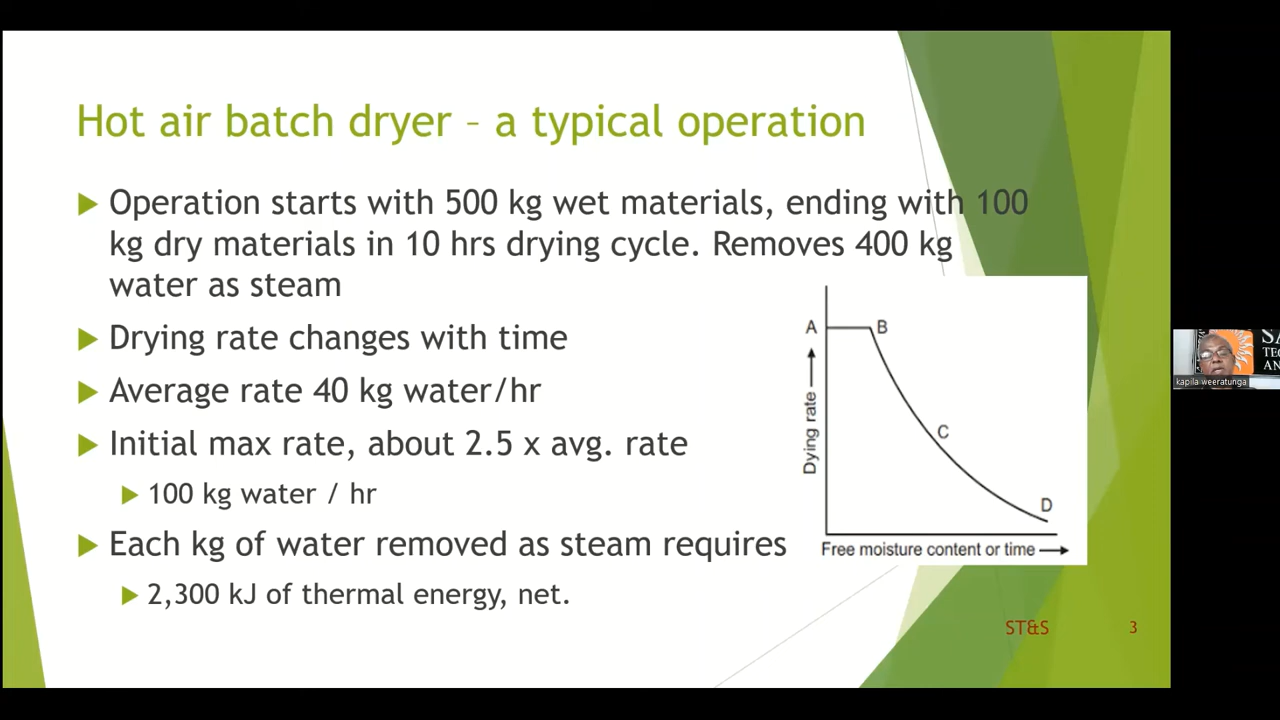 Hot air batch dryer – a typical operation
Operation starts with 500 kg wet materials, ending with 100
kg dry materials in 10 hrs drying cycle. Removes 400 kg
water as steam
Drying rate changes with time
Average rate 40 kg water/hr
Initial max rate, about 2.5 x avg. rate
100 kg water / hr
Each kg of water removed as steam requires
2,300 kJ of thermal energy, net.
A
B
C
D
Dying rate
Free moisture content or time
ST&S
3
SA
TEC
AN
kapila weeratunga